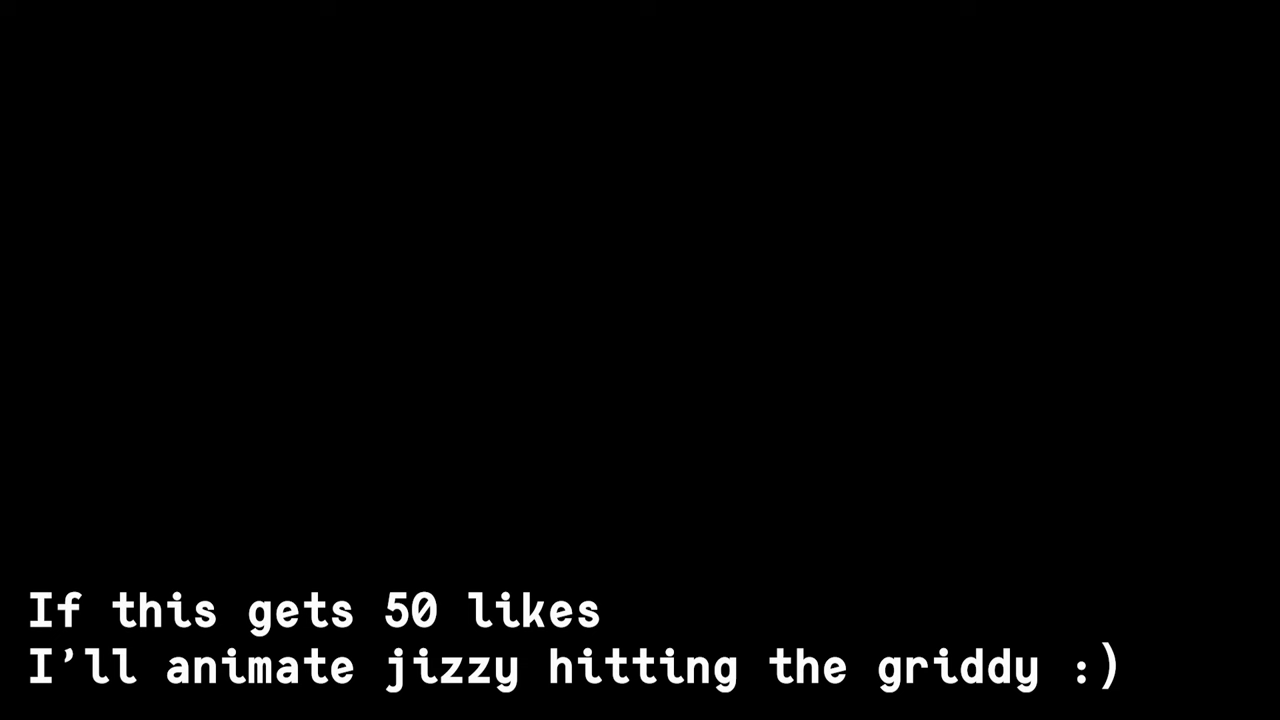 If this gets 50 likes
I’ll animate jizzy hitting the griddy :)